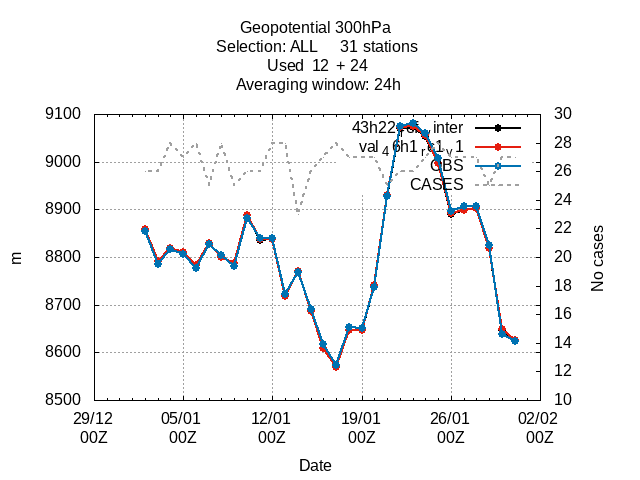 Geopotential 300hPa
Selection: ALL 31 stations
Used 12 + 24
Averaging window: 24h
9100
9000
8900
8800
8700
8600
8500
30
28
26
24
22
20
18
16
14
12
10
inter
OBS
CASES
m
No cases
29/12 05/01 12/01 19/01 26/01 02/02
00Z 00Z 00Z 00Z 00Z 00Z
Date